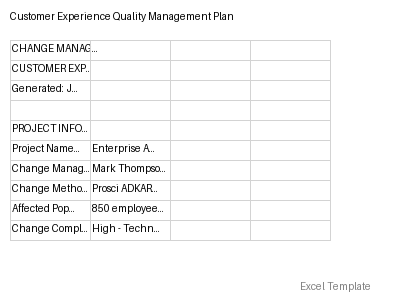 Customer Experience Quality Management Plan
CHANGE MANAG...
CUSTOMER EXP...
Generated: J...
PROJECT INFO...
Project Name... Enterprise A...
Change Manag... Mark Thompso...
Change Metho... Prosci ADKAR...
Affected Pop... 850 employee...
Change Compl... High - Techn...
Excel Template